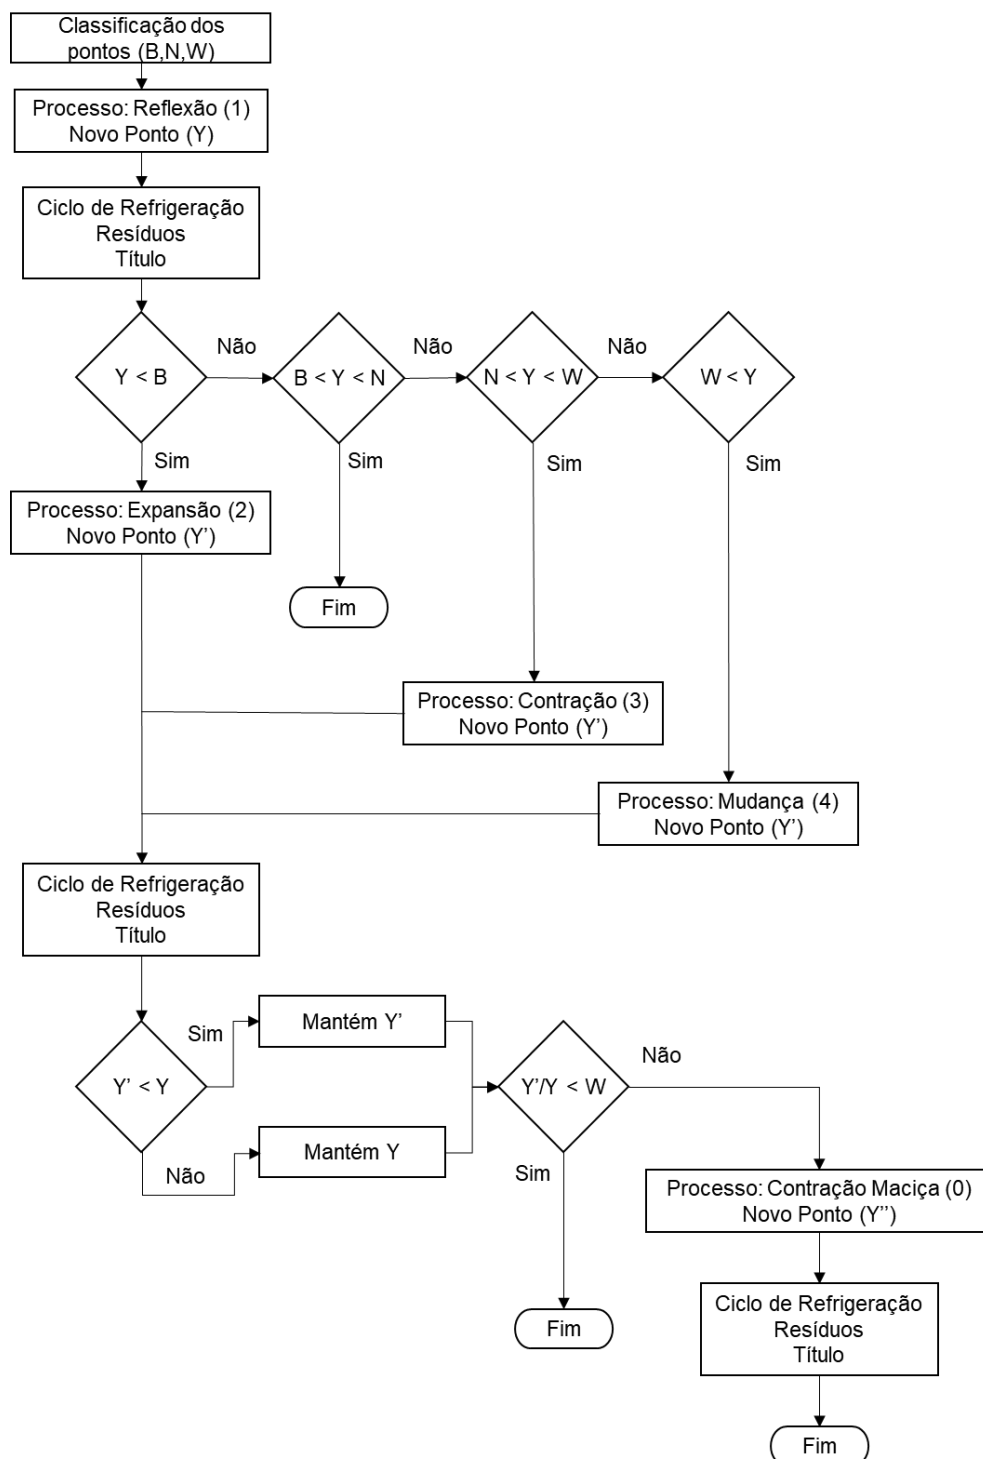 Classificação dos
pontos (B,N,W)
Processo: Reflexão (1)
Novo Ponto (Y)
Ciclo de Refrigeração
Resíduos
Título
Y < B
Não
B < Y < N
Não
N < Y < W
Não
W < Y
Sim
Sim
Sim
Sim
Processo: Expansão (2)
Novo Ponto (Y’)
Fim
Processo: Contração (3)
Novo Ponto (Y’)
Processo: Mudança (4)
Novo Ponto (Y’)
Ciclo de Refrigeração
Resíduos
Título
Y’ < Y
Sim
Mantém Y’
Não
Mantém Y
Y’/Y < W
Não
Sim
Fim
Processo: Contração Maciça (0)
Novo Ponto (Y’’)
Ciclo de Refrigeração
Resíduos
Título
Fim